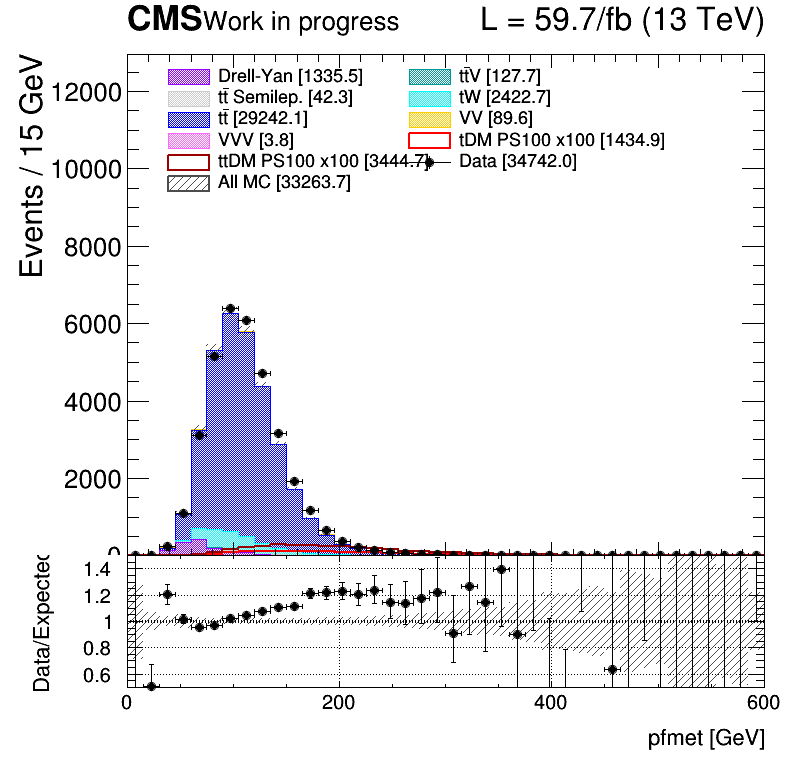 CMS Work in progress L = 59.7/fb (13 TeV)
Events / 15 GeV
12000
10000
8000
6000
4000
2000
0
Drell-Yan [1335.5]
tt̄ Semilep. [42.3]
tt̄ [29242.1]
VVV [3.8]
ttDM PS100 x100 [3444.7]
All MC [33263.7]
tt̄V [127.7]
tW [2422.7]
VV [89.6]
tDM PS100 x100 [1434.9]
Data [34742.0]
Data/Expected
1.4
1.2
1
0.8
0.6
0 200 400 600
pfmet [GeV]